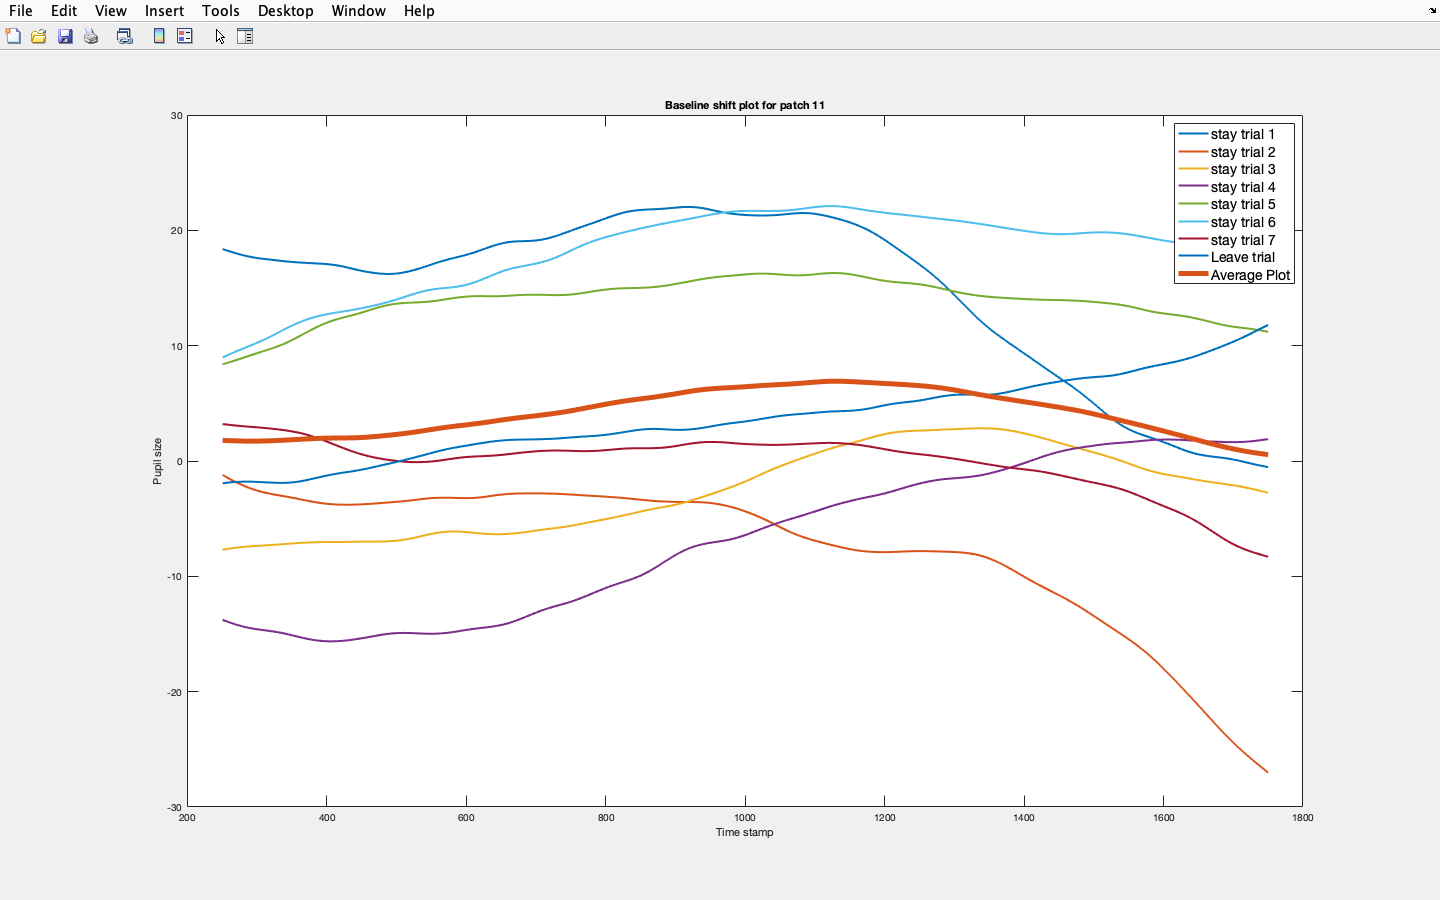 File Edit View Insert Tools Desktop Window Help
Baseline shift plot for patch 11
30
20
10
0
-10
-20
-30
Pupil size
200 400 600 800 1000 1200 1400 1600 1800
Time stamp
stay trial 1
stay trial 2
stay trial 3
stay trial 4
stay trial 5
stay trial 6
stay trial 7
Leave trial
Average Plot